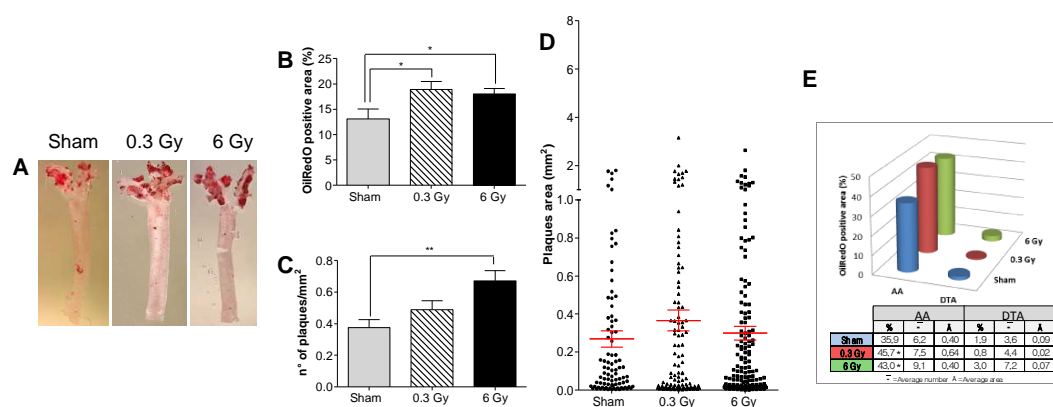 A
Sham 0.3 Gy 6 Gy
B
OilRedO positive area (%)
25
20
15
10
5
0
*
*
Sham 0.3 Gy 6 Gy
C
n° of plaques/mm²
0.8
0.6
0.4
0.2
0.0
**
Sham 0.3 Gy 6 Gy
D
Plaques area (mm²)
8
6
4
2
1.0
0.8
0.6
0.4
0.2
0.0
Sham 0.3 Gy 6 Gy
E
OilRedO positive area (%)
50
40
30
20
10
0
6 Gy
0.3 Gy
Sham
AA
DTA
AA DTA
% - Å % - Å
Sham 35,9 6,2 0,40 1,9 3,6 0,09
0.3 Gy 45,7 * 7,5 0,64 0,8 4,4 0,02
6 Gy 43,0 * 9,1 0,40 3,0 7,2 0,07
- =Average number Å =Average area